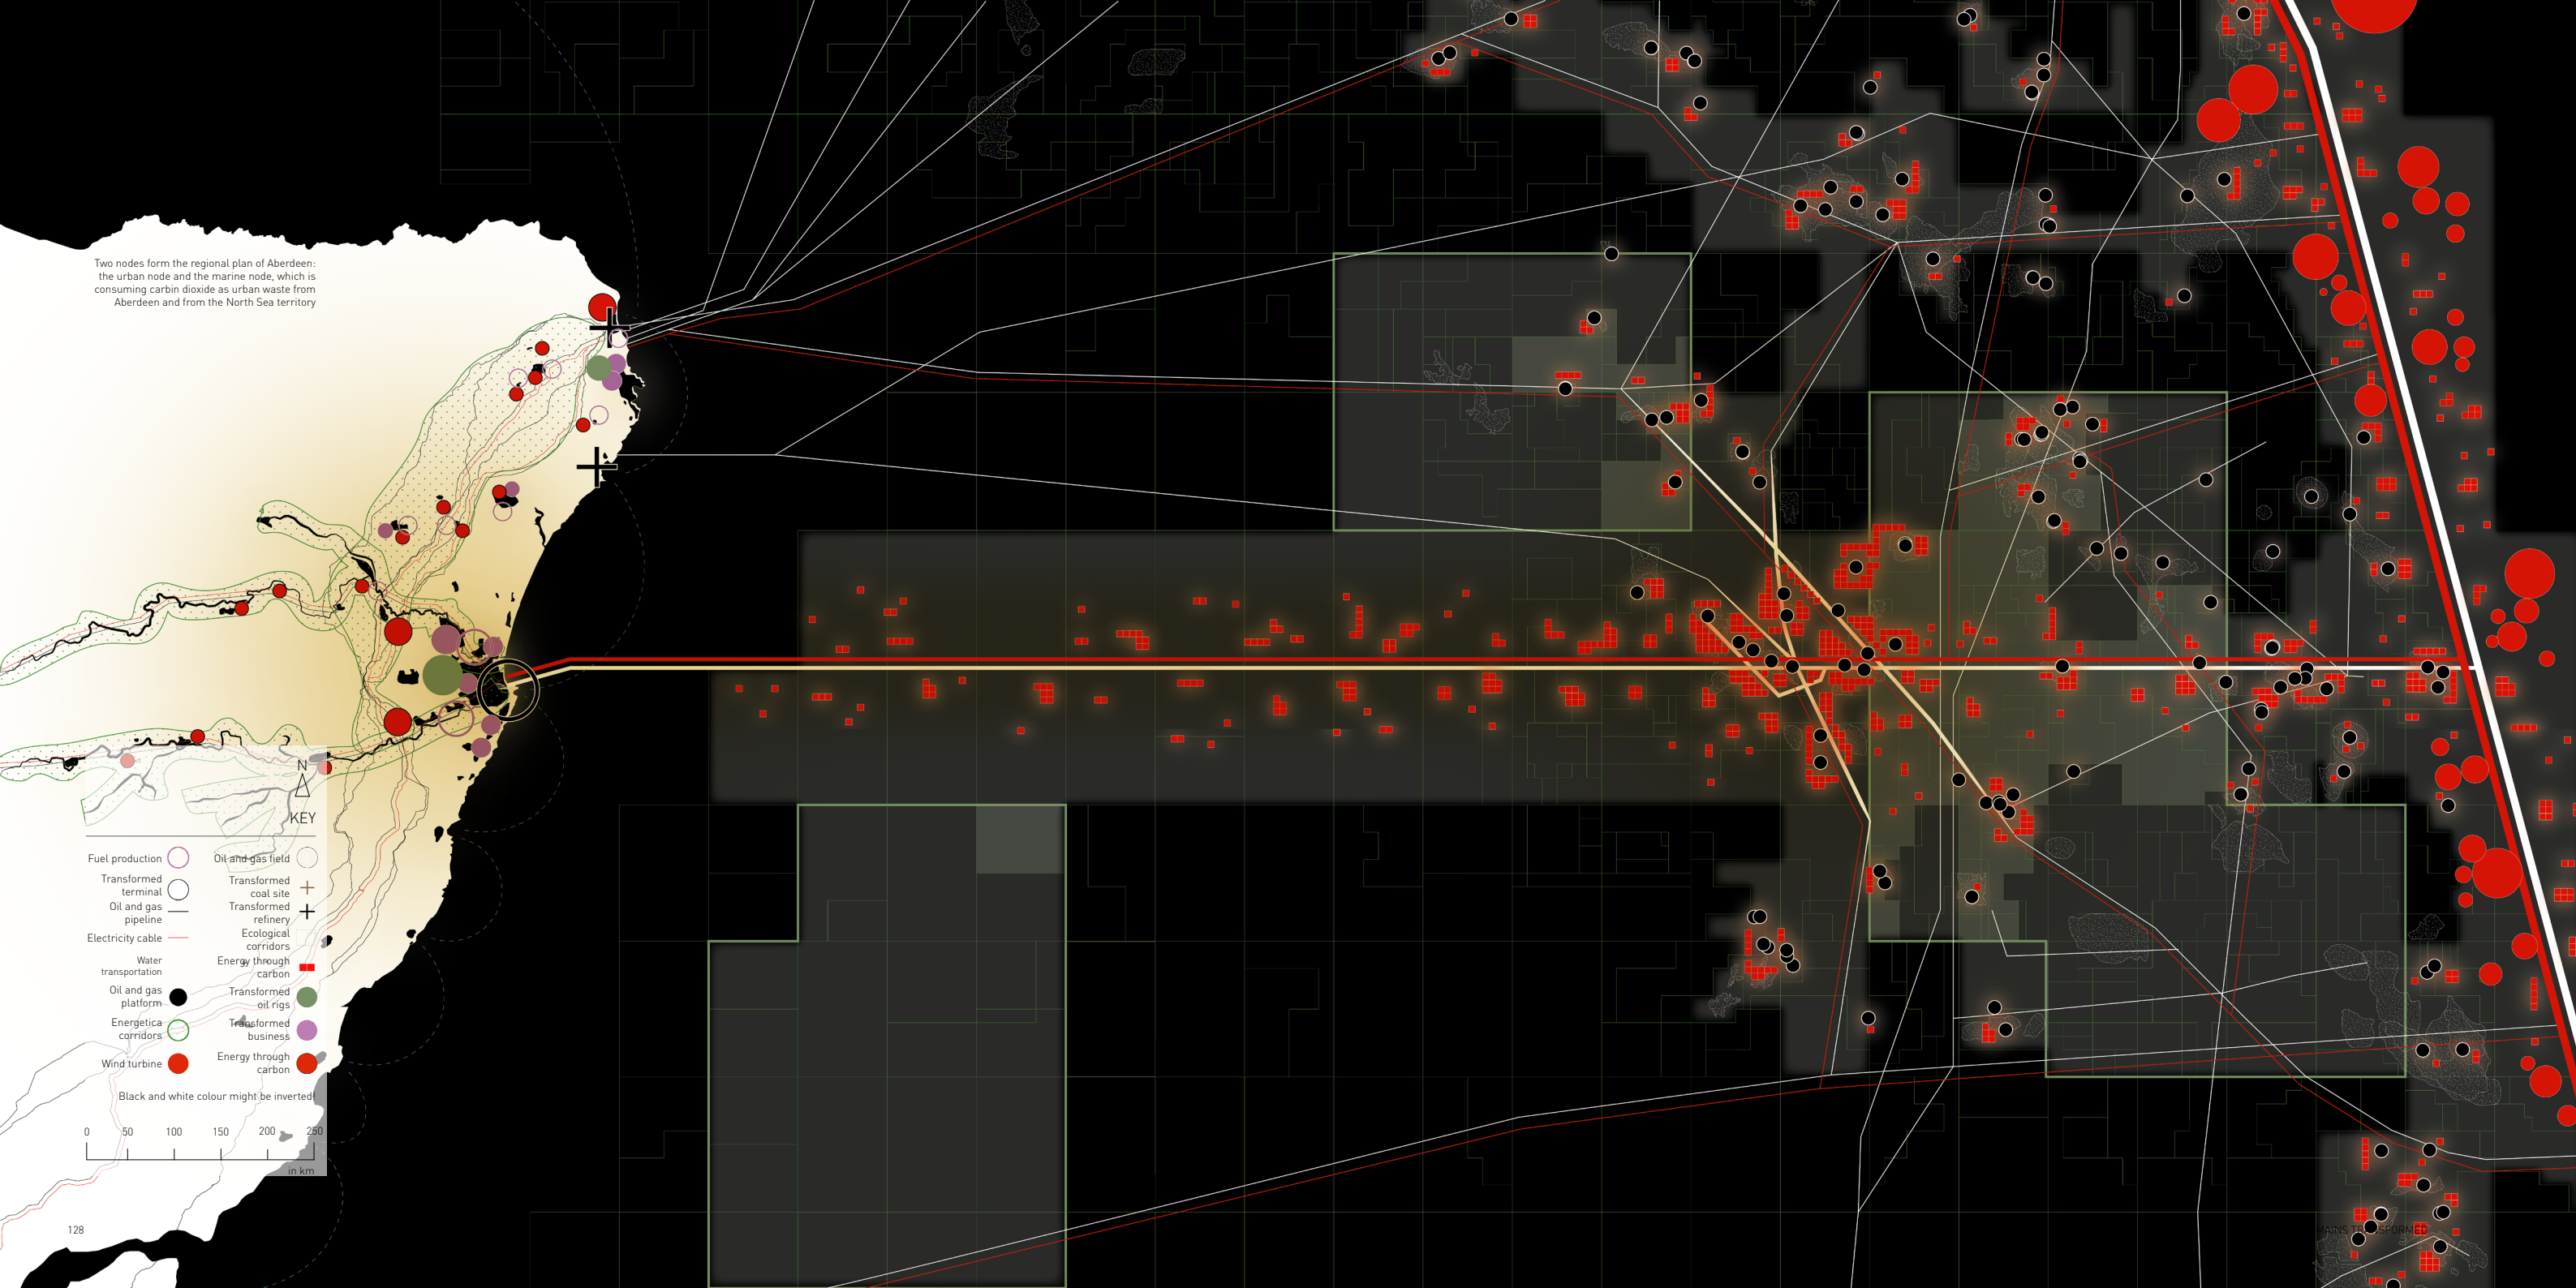 Two nodes form the regional plan of Aberdeen:
the urban node and the marine node, which is
consuming carbin dioxide as urban waste from
Aberdeen and from the North Sea territory
N
KEY
Fuel production
Transformed
terminal
Oil and gas
pipeline
Electricity cable
Water
transportation
Oil and gas
platform
Energetica
corridors
Wind turbine
Oil and gas field
Transformed
coal site
Transformed
refinery
Ecological
corridors
Energy through
carbon
Transformed
oil rigs
Transformed
business
Energy through
carbon
Black and white colour might be inverted!
0 50 100 150 200 250
in km
128
MAINS TRANSFORMED